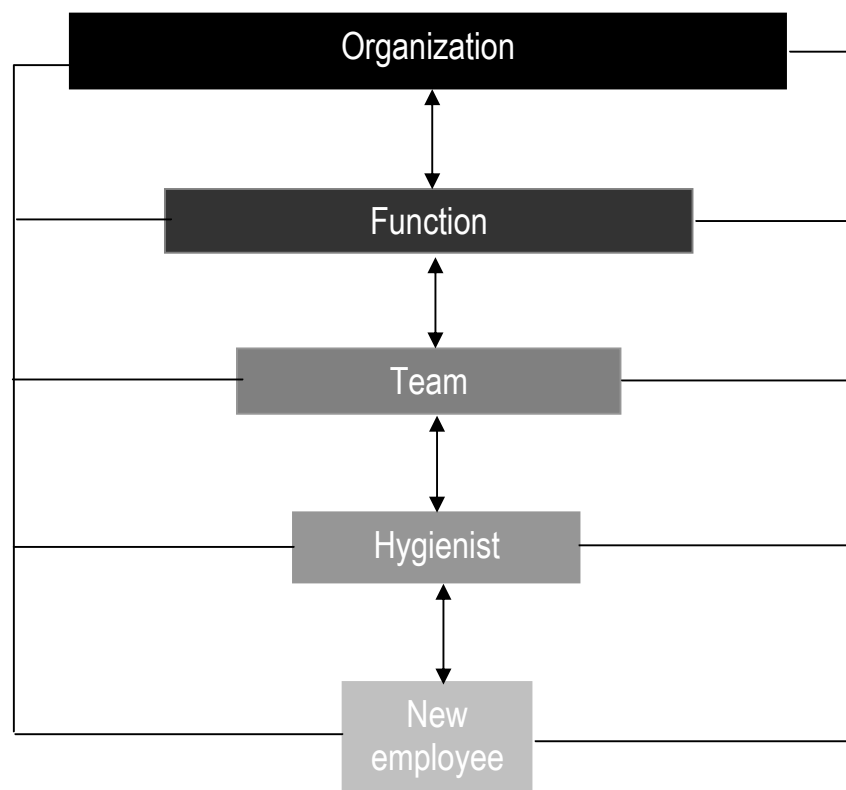 Organization
Function
Team
Hygienist
New
employee